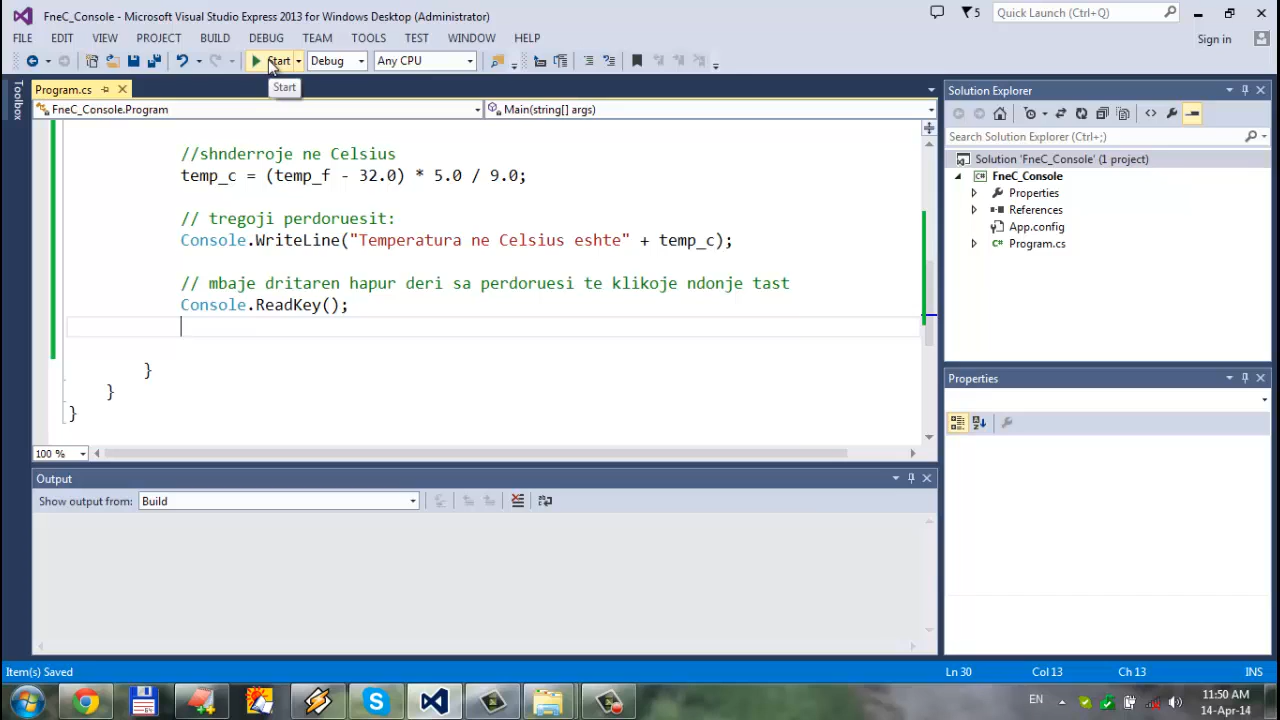 FneC_Console - Microsoft Visual Studio Express 2013 for Windows Desktop (Administrator)
5
Quick Launch (Ctrl+Q)
FILE EDIT VIEW PROJECT BUILD DEBUG TEAM TOOLS TEST WINDOW HELP
Sign in
Start Debug Any CPU
Start
Toolbox
Program.cs
FneC_Console.Program Main(string[] args)
//shnderroje ne Celsius
temp_c = (temp_f - 32.0) * 5.0 / 9.0;
// tregoji perdoruesit:
Console.WriteLine("Temperatura ne Celsius eshte" + temp_c);
// mbaje dritaren hapur deri sa perdoruesi te klikoje ndonje tast
Console.ReadKey();
}
}
}
100 %
Output
Show output from: Build
Solution Explorer
Search Solution Explorer (Ctrl+;)
Solution 'FneC_Console' (1 project)
C# FneC_Console
Properties
References
App.config
C# Program.cs
Properties
Item(s) Saved Ln 30 Col 13 Ch 13 INS
EN
11:50 AM
14-Apr-14